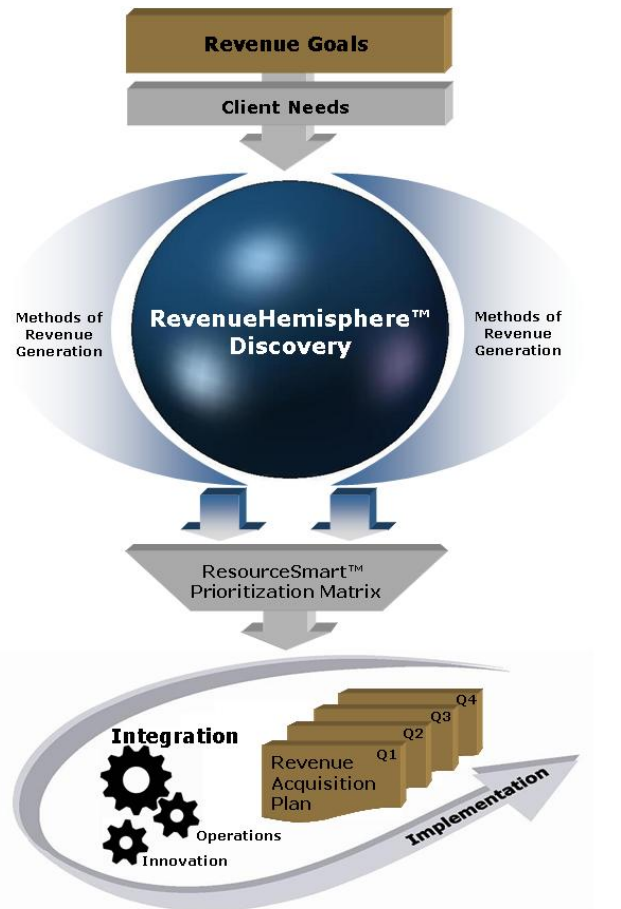 Revenue Goals
Client Needs
Methods of
Revenue
Generation
RevenueHemisphere™
Discovery
Methods of
Revenue
Generation
ResourceSmart™
Prioritization Matrix
Integration
Operations
Innovation
Q4
Q3
Q2
Q1
Revenue
Acquisition
Plan
Implementation